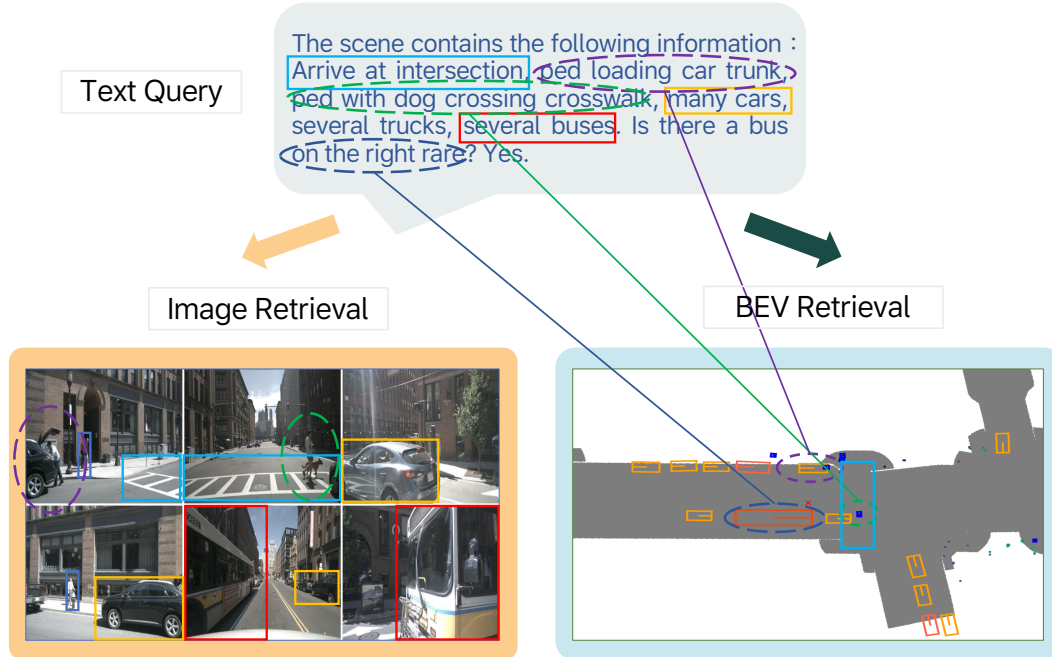 The scene contains the following information :
Arrive at intersection, ped loading car trunk,
ped with dog crossing crosswalk, many cars,
several trucks, several buses. Is there a bus
on the right rare? Yes.
Text Query
Image Retrieval
BEV Retrieval